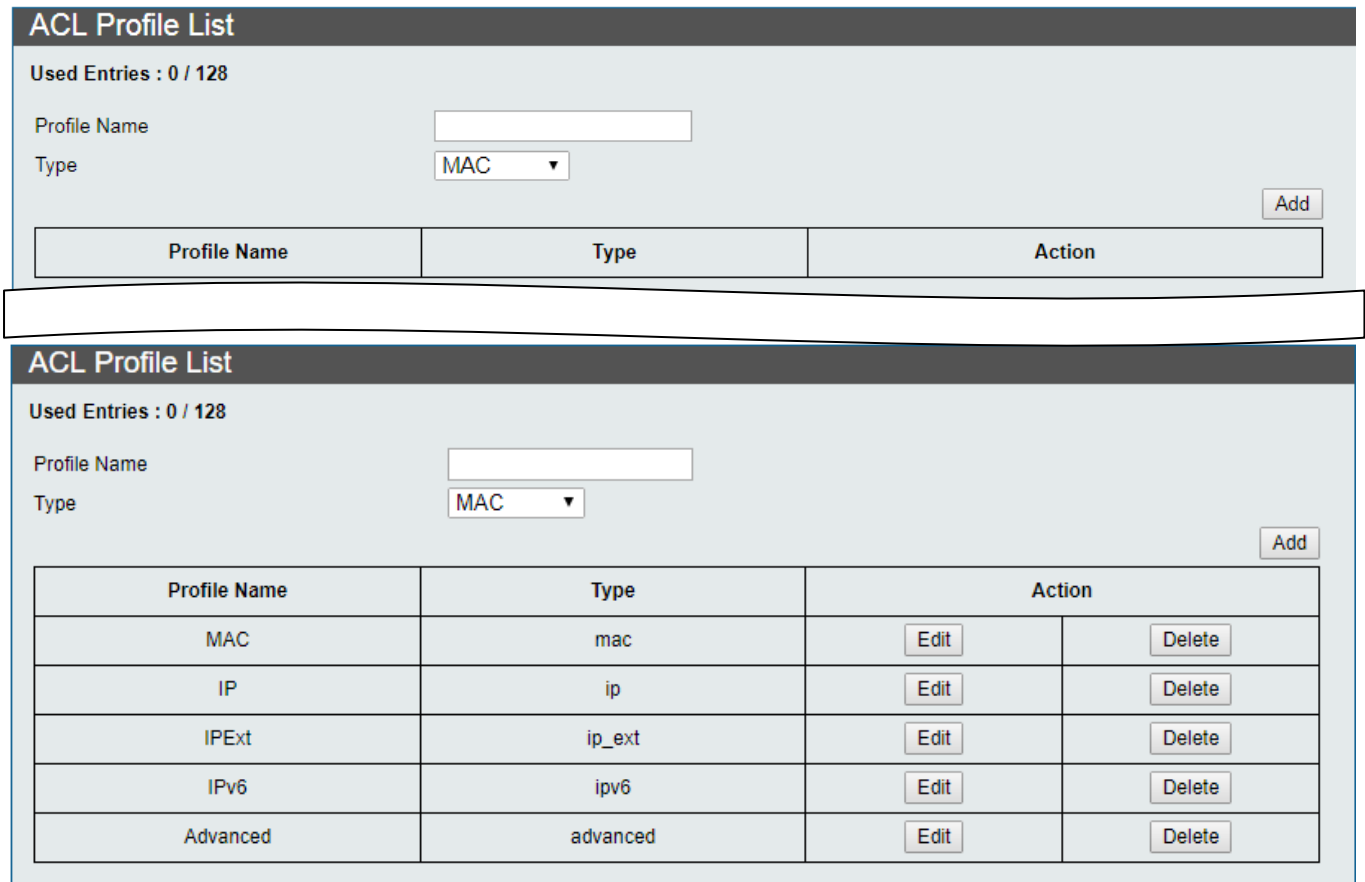 ACL Profile List
Used Entries : 0 / 128
Profile Name
Type MAC
Add
Profile Name Type Action
ACL Profile List
Used Entries : 0 / 128
Profile Name
Type MAC
Add
Profile Name Type Action
MAC mac Edit Delete
IP ip Edit Delete
IPExt ip_ext Edit Delete
IPv6 ipv6 Edit Delete
Advanced advanced Edit Delete